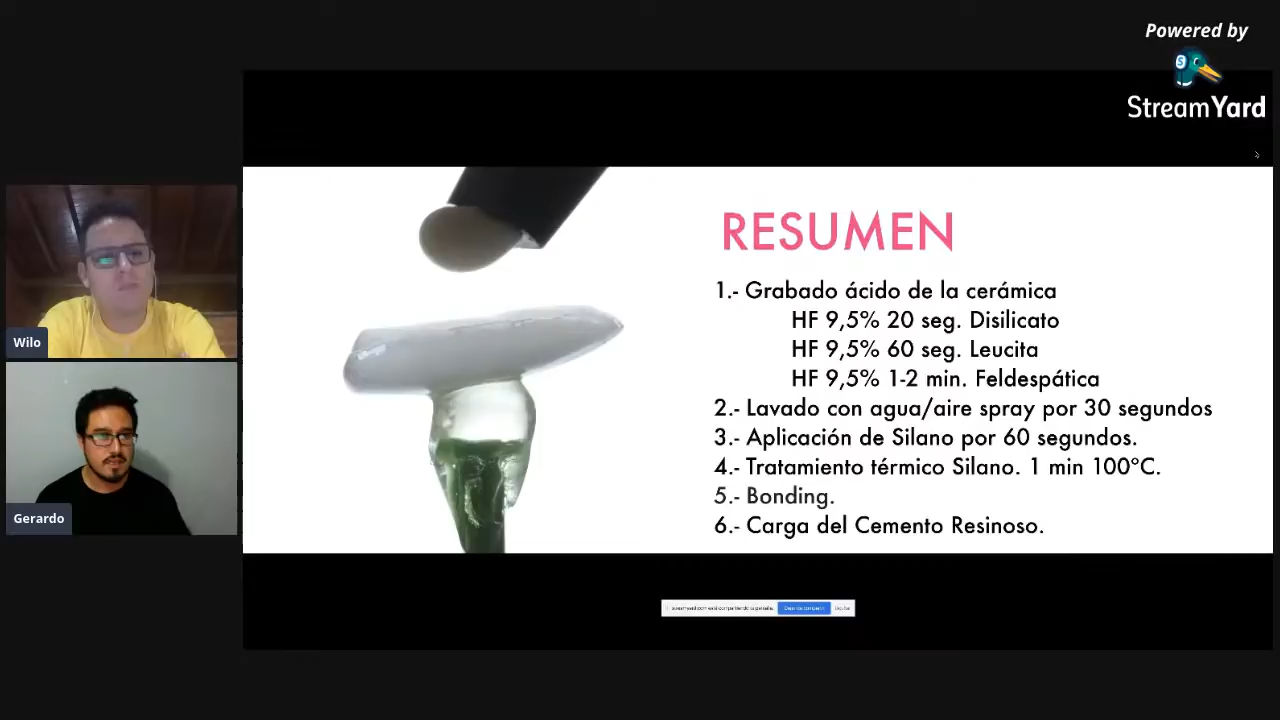 Powered by
StreamYard
Wilo
Gerardo
RESUMEN
1.- Grabado ácido de la cerámica
HF 9,5% 20 seg. Disilicato
HF 9,5% 60 seg. Leucita
HF 9,5% 1-2 min. Feldespática
2.- Lavado con agua/aire spray por 30 segundos
3.- Aplicación de Silano por 60 segundos.
4.- Tratamiento térmico Silano. 1 min 100°C.
5.- Bonding.
6.- Carga del Cemento Resinoso.